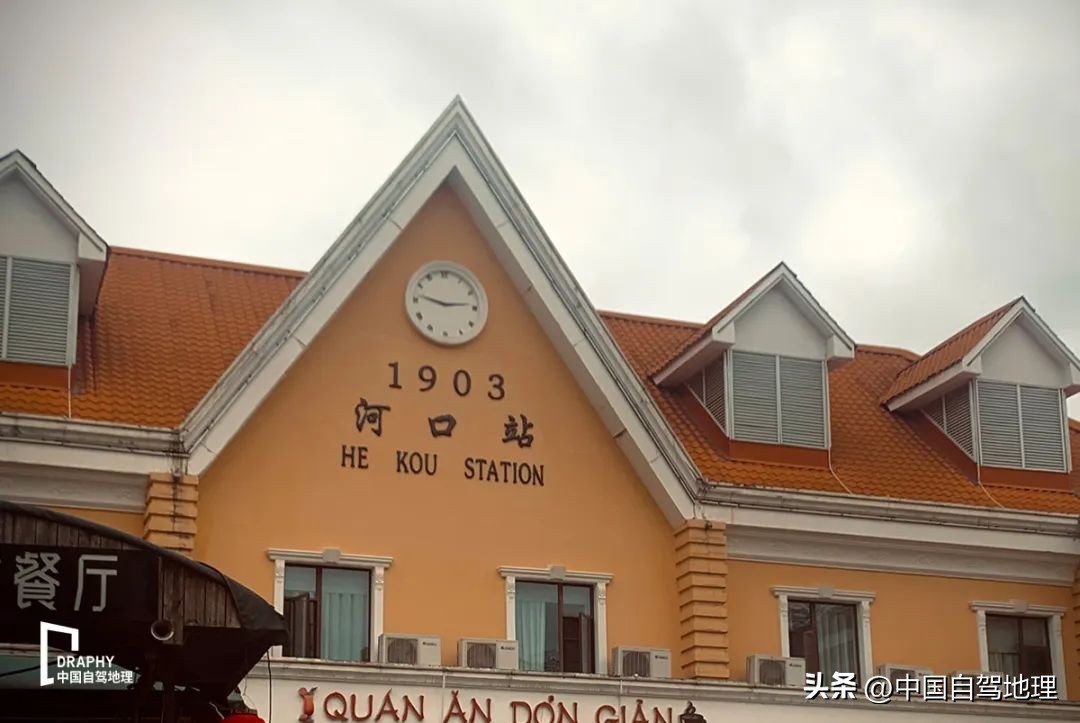 1903
河口站
HE KOU STATION
餐厅
DRAPHY
中国自驾地理
QUÁN ĂN ĐƠN GIẢN
头条 @中国自驾地理